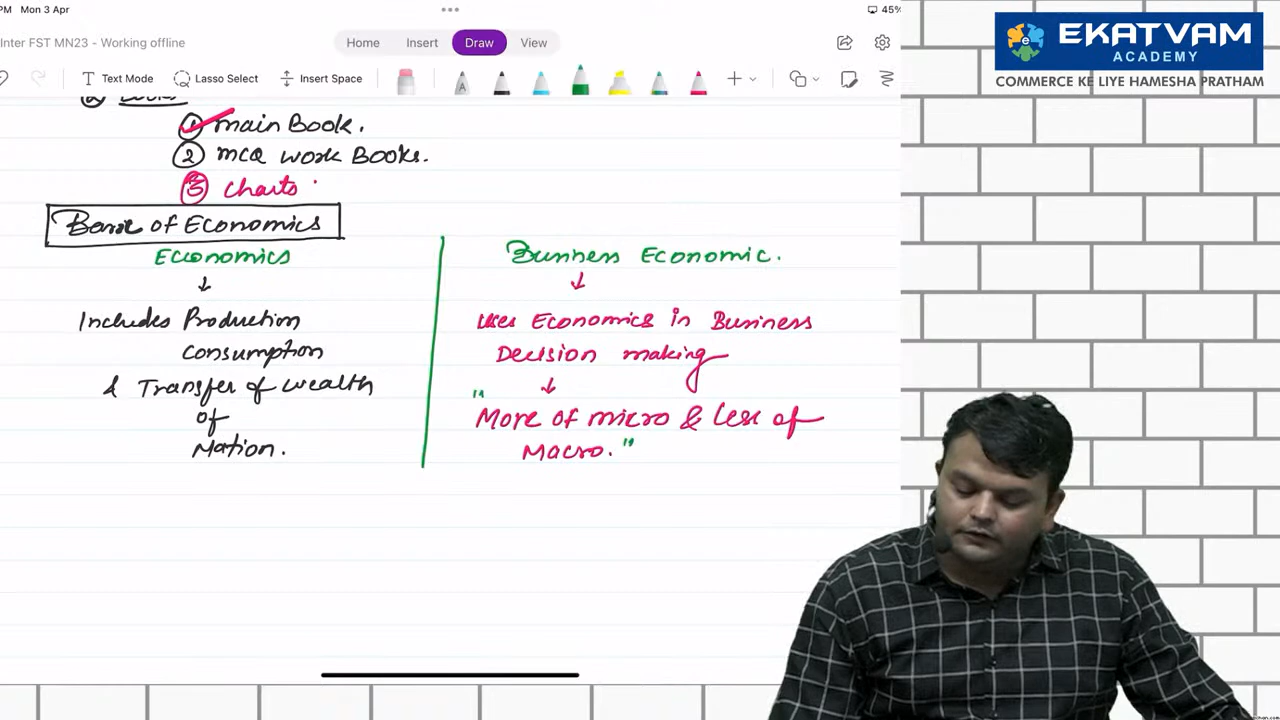 PM Mon 3 Apr
45%
Inter FST MN23 - Working offline
Home Insert Draw View
Text Mode
Lasso Select
Insert Space
EKATVAM
ACADEMY
COMMERCE KE LIYE HAMESHA PRATHAM
② Books
① main Book.
② MCQ work Books.
③ Charts
Basic of Economics
Economics
↓
Includes Production
Consumption
& Transfer of wealth
of
Nation.
Business Economic.
↓
Uses Economics in Business
Decision making
↓
"More of micro & Less of
Macro."